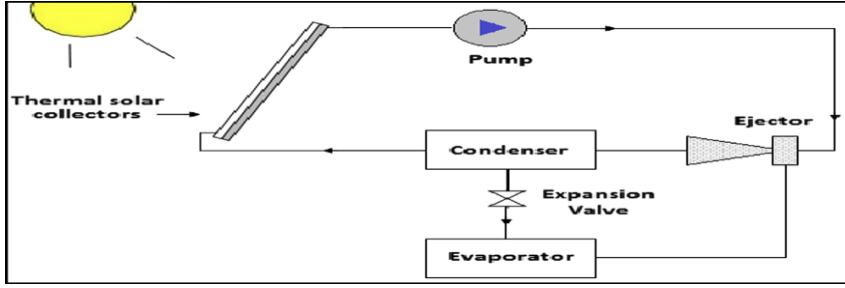 Pump
Thermal solar
collectors
Ejector
Condenser
Expansion
Valve
Evaporator